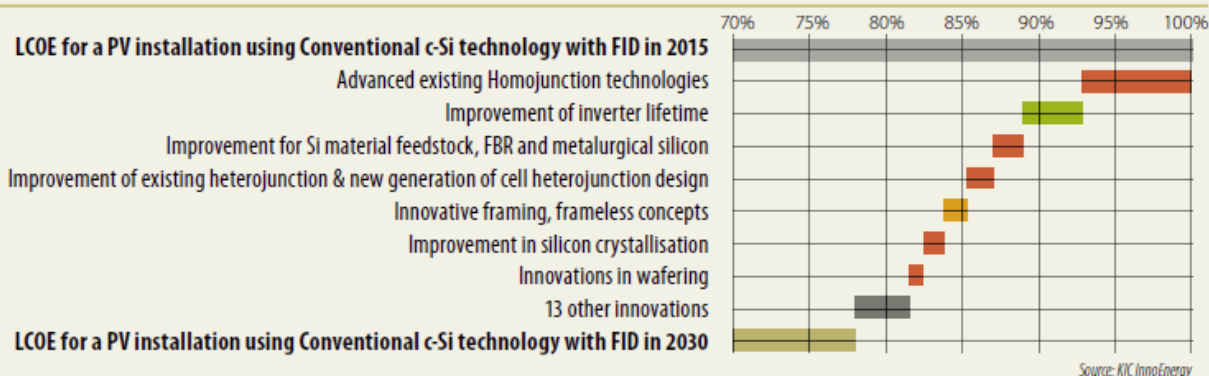 70% 75% 80% 85% 90% 95% 100%
LCOE for a PV installation using Conventional c-Si technology with FID in 2015
Advanced existing Homojunction technologies
Improvement of inverter lifetime
Improvement for Si material feedstock, FBR and metalurgical silicon
Improvement of existing heterojunction & new generation of cell heterojunction design
Innovative framing, frameless concepts
Improvement in silicon crystallisation
Innovations in wafering
13 other innovations
LCOE for a PV installation using Conventional c-Si technology with FID in 2030
Source: KIC InnoEnergy